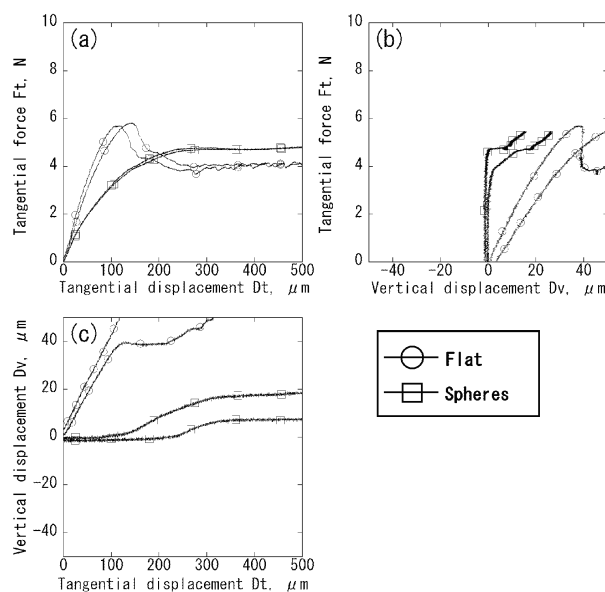 10
8
6
4
2
0
(a)
Tangential force Ft, N
0 100 200 300 400 500
Tangential displacement Dt, μm
10
8
6
4
2
0
(b)
Tangential force Ft, N
-40 -20 0 20 40
Vertical displacement Dv, μm
40
20
0
-20
-40
(c)
Vertical displacement Dv, μm
0 100 200 300 400 500
Tangential displacement Dt, μm
Flat
Spheres